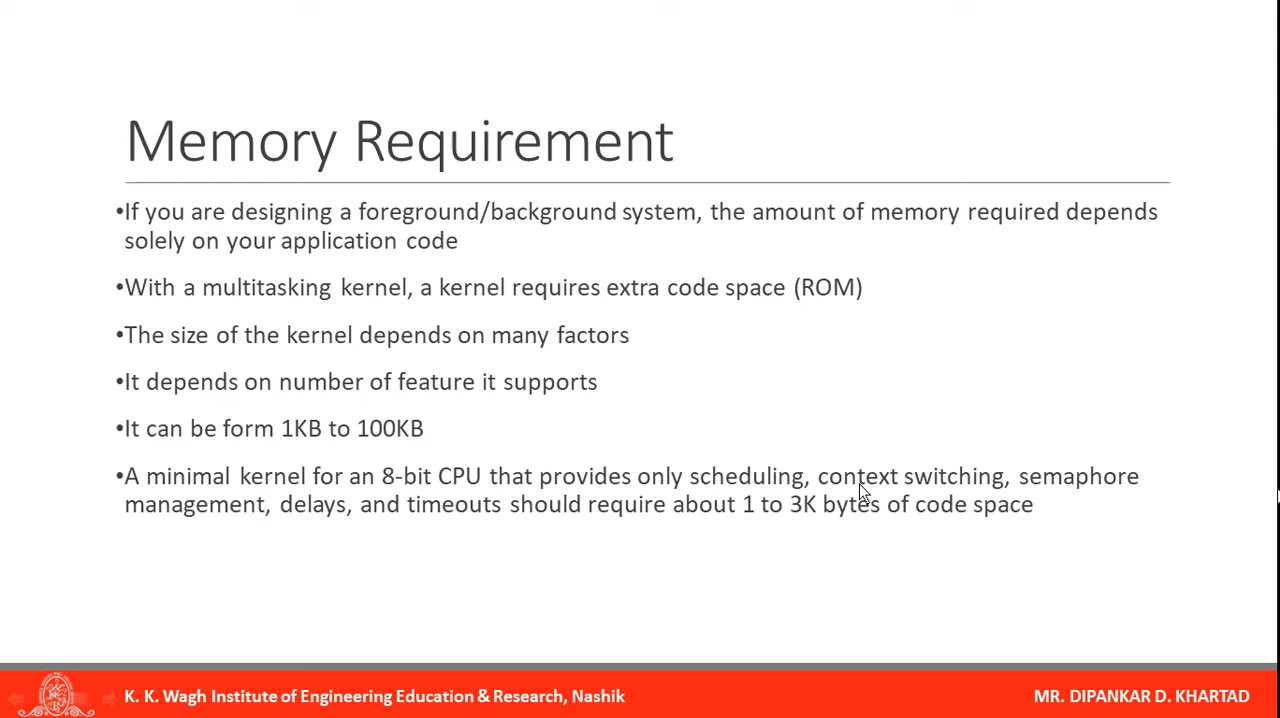 Memory Requirement
•If you are designing a foreground/background system, the amount of memory required depends
solely on your application code
•With a multitasking kernel, a kernel requires extra code space (ROM)
•The size of the kernel depends on many factors
•It depends on number of feature it supports
•It can be form 1KB to 100KB
•A minimal kernel for an 8-bit CPU that provides only scheduling, context switching, semaphore
management, delays, and timeouts should require about 1 to 3K bytes of code space
K. K. Wagh Institute of Engineering Education & Research, Nashik
MR. DIPANKAR D. KHARTAD